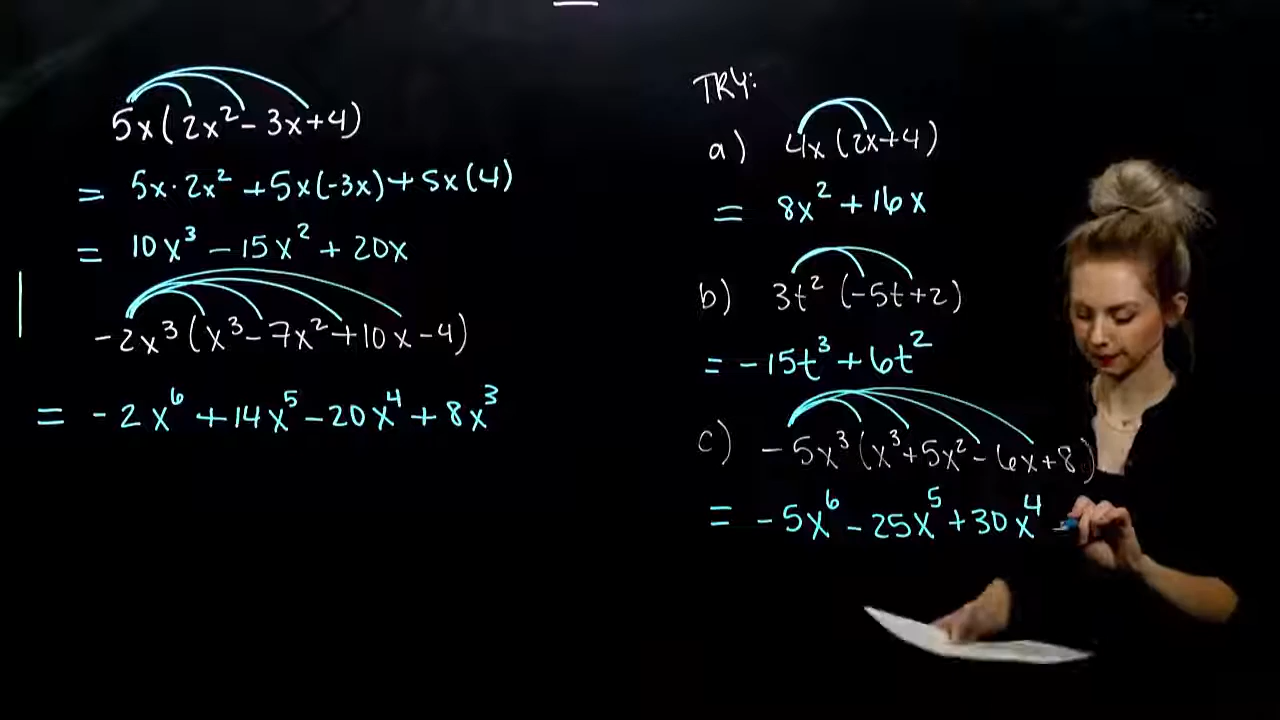 5x(2x²-3x+4)
= 5x·2x²+5x(-3x)+5x(4)
= 10x³-15x²+20x
-2x³(x³-7x²+10x-4)
= -2x⁶+14x⁵-20x⁴+8x³
TRY:
a) 4x(2x+4)
= 8x²+16x
b) 3t²(-5t+2)
= -15t³+6t²
c) -5x³(x³+5x²-6x+8)
= -5x⁶-25x⁵+30x⁴-